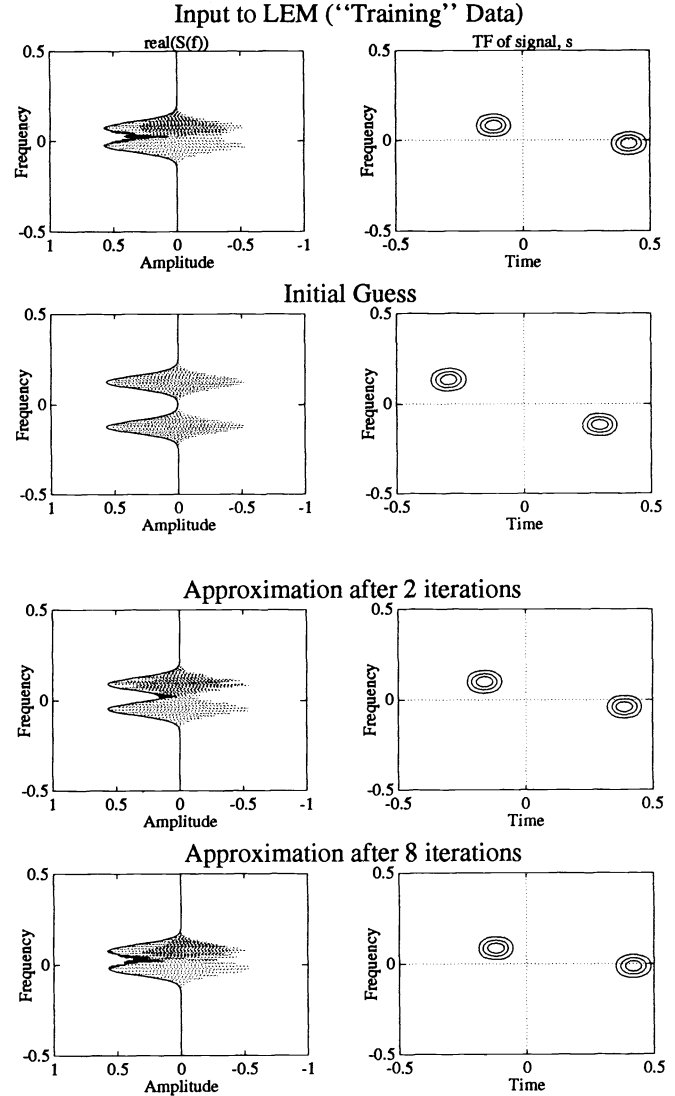 Input to LEM (‘‘Training’’ Data)
real(S(f))
TF of signal, s
0.5
0
-0.5
Frequency
1
0.5
0
-0.5
-1
Amplitude
0.5
0
-0.5
Frequency
-0.5
0
0.5
Time
Initial Guess
0.5
0
-0.5
Frequency
1
0.5
0
-0.5
-1
Amplitude
0.5
0
-0.5
Frequency
-0.5
0
0.5
Time
Approximation after 2 iterations
0.5
0
-0.5
Frequency
1
0.5
0
-0.5
-1
Amplitude
0.5
0
-0.5
Frequency
-0.5
0
0.5
Time
Approximation after 8 iterations
0.5
0
-0.5
Frequency
1
0.5
0
-0.5
-1
Amplitude
0.5
0
-0.5
Frequency
-0.5
0
0.5
Time